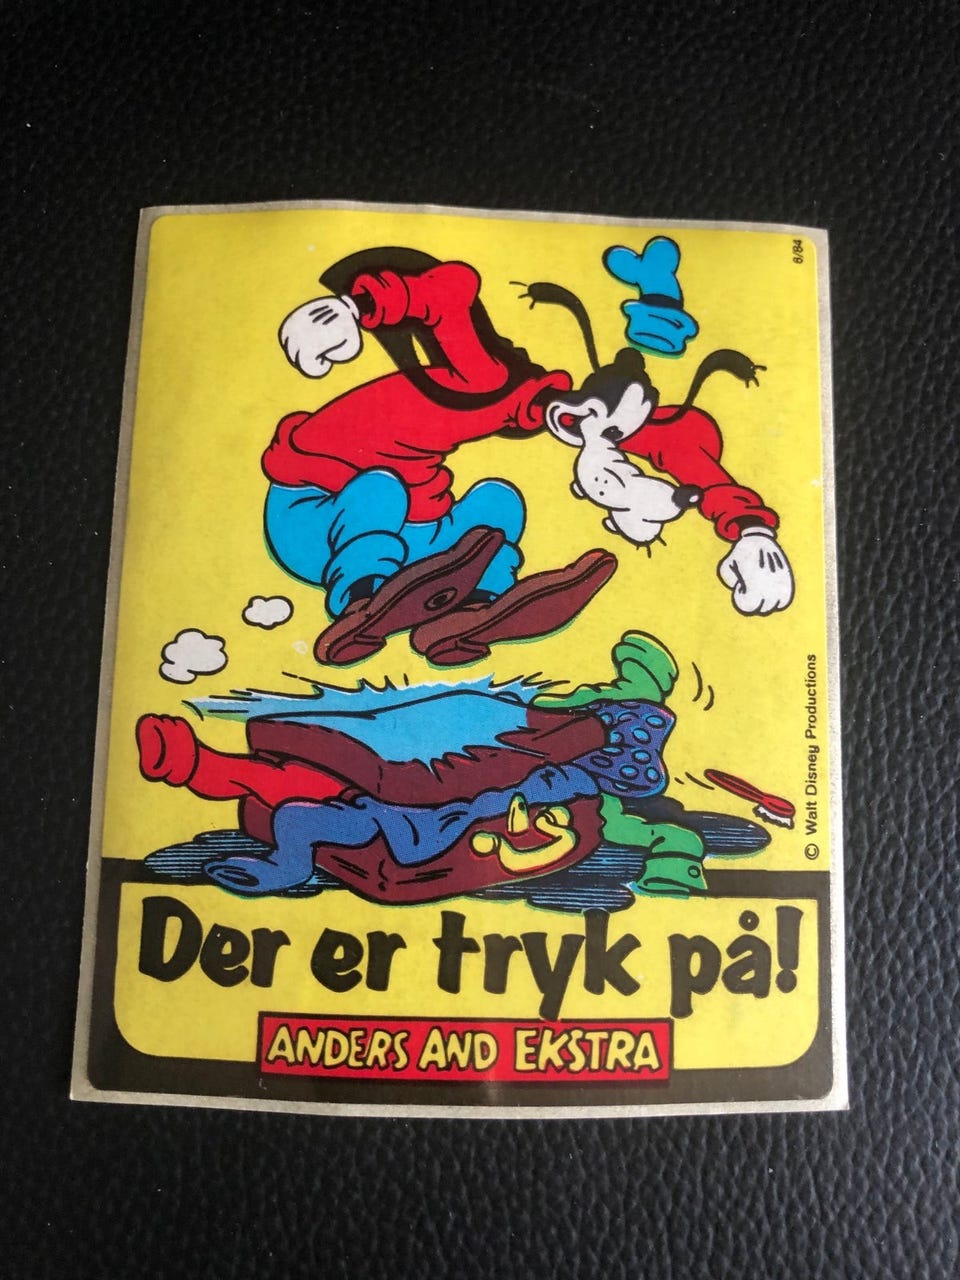 6/84
© Walt Disney Productions
Der er tryk på!
ANDERS AND EKSTRA